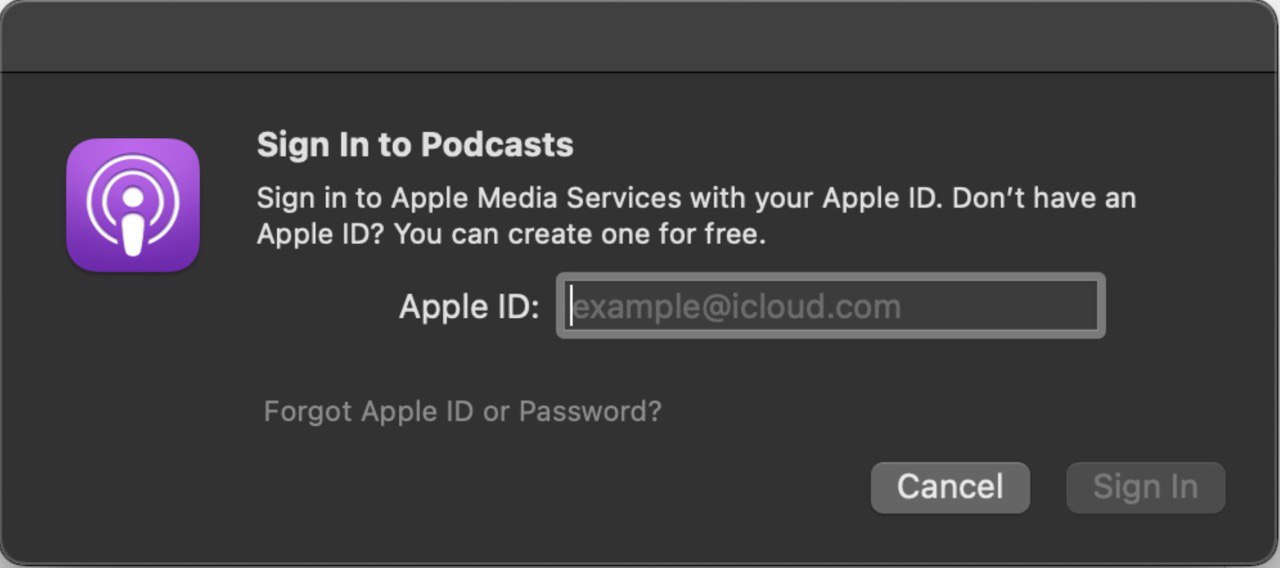 Sign In to Podcasts
Sign in to Apple Media Services with your Apple ID. Don’t have an
Apple ID? You can create one for free.
Apple ID: example@icloud.com
Forgot Apple ID or Password?
Cancel Sign In